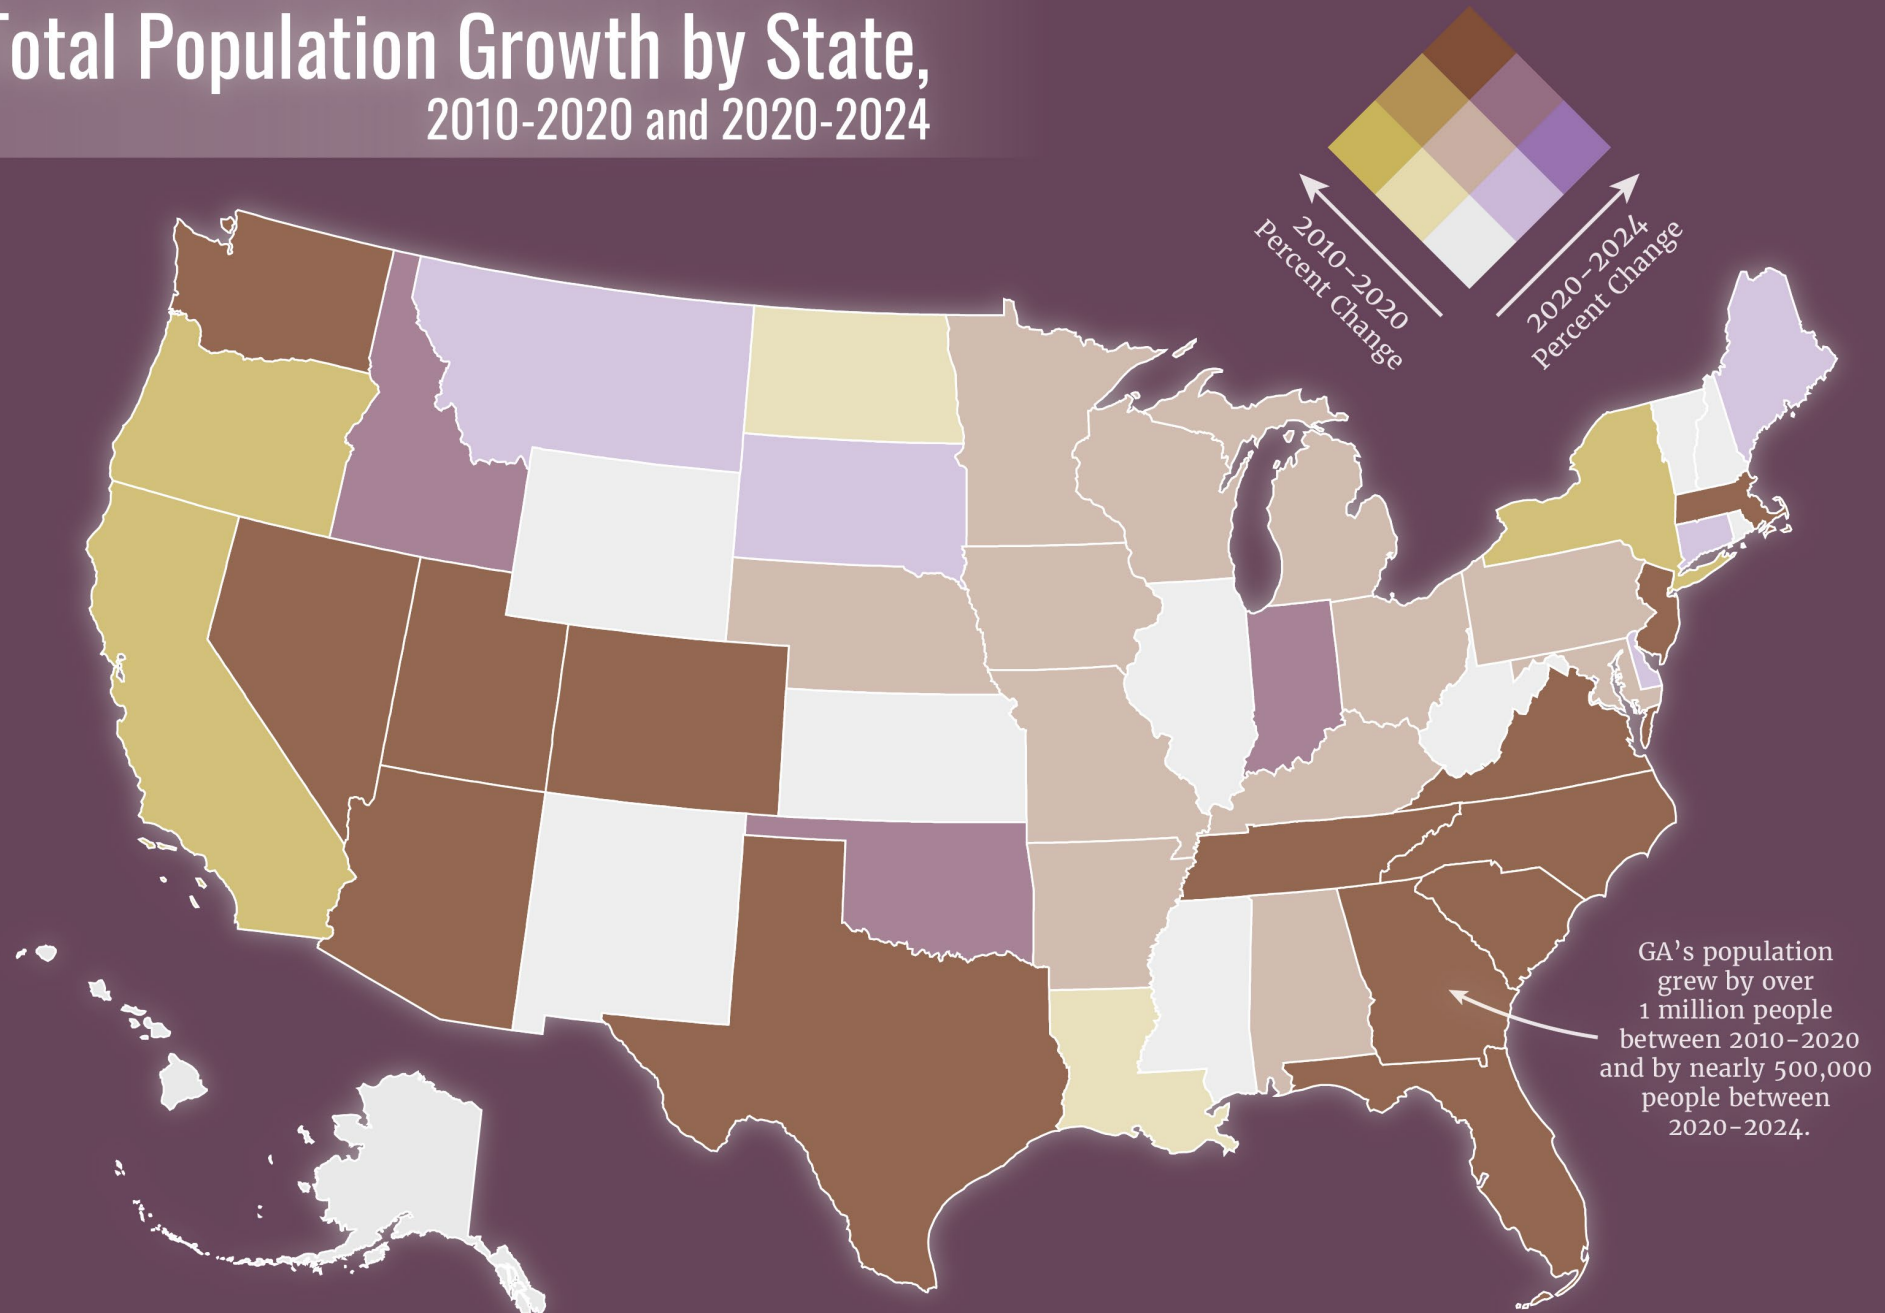 Total Population Growth by State,
2010-2020 and 2020-2024
2010-2020
Percent Change
2020-2024
Percent Change
GA's population
grew by over
1 million people
between 2010-2020
and by nearly 500,000
people between
2020-2024.